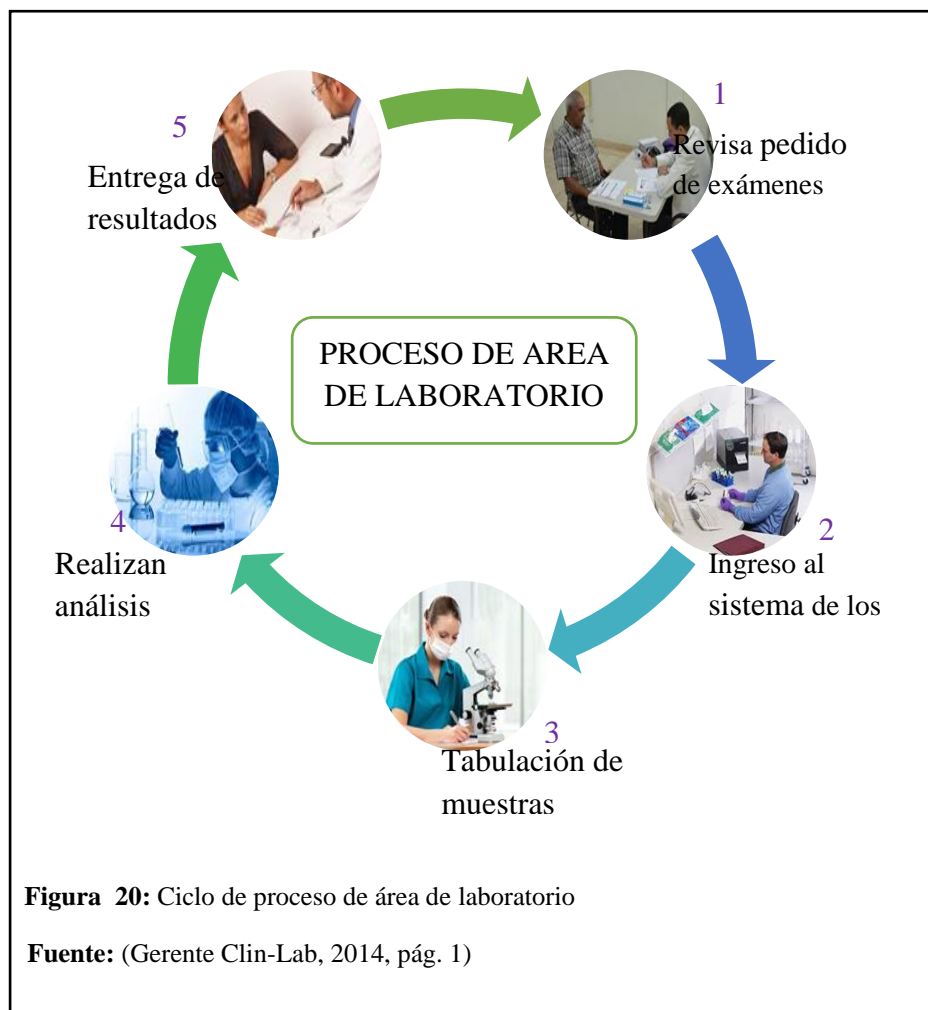 PROCESO DE AREA
DE LABORATORIO
1
Revisa pedido
de exámenes
2
Ingreso al
sistema de los
3
Tabulación de
muestras
4
Realizan
análisis
5
Entrega de
resultados
Figura 20: Ciclo de proceso de área de laboratorio
Fuente: (Gerente Clin-Lab, 2014, pág. 1)